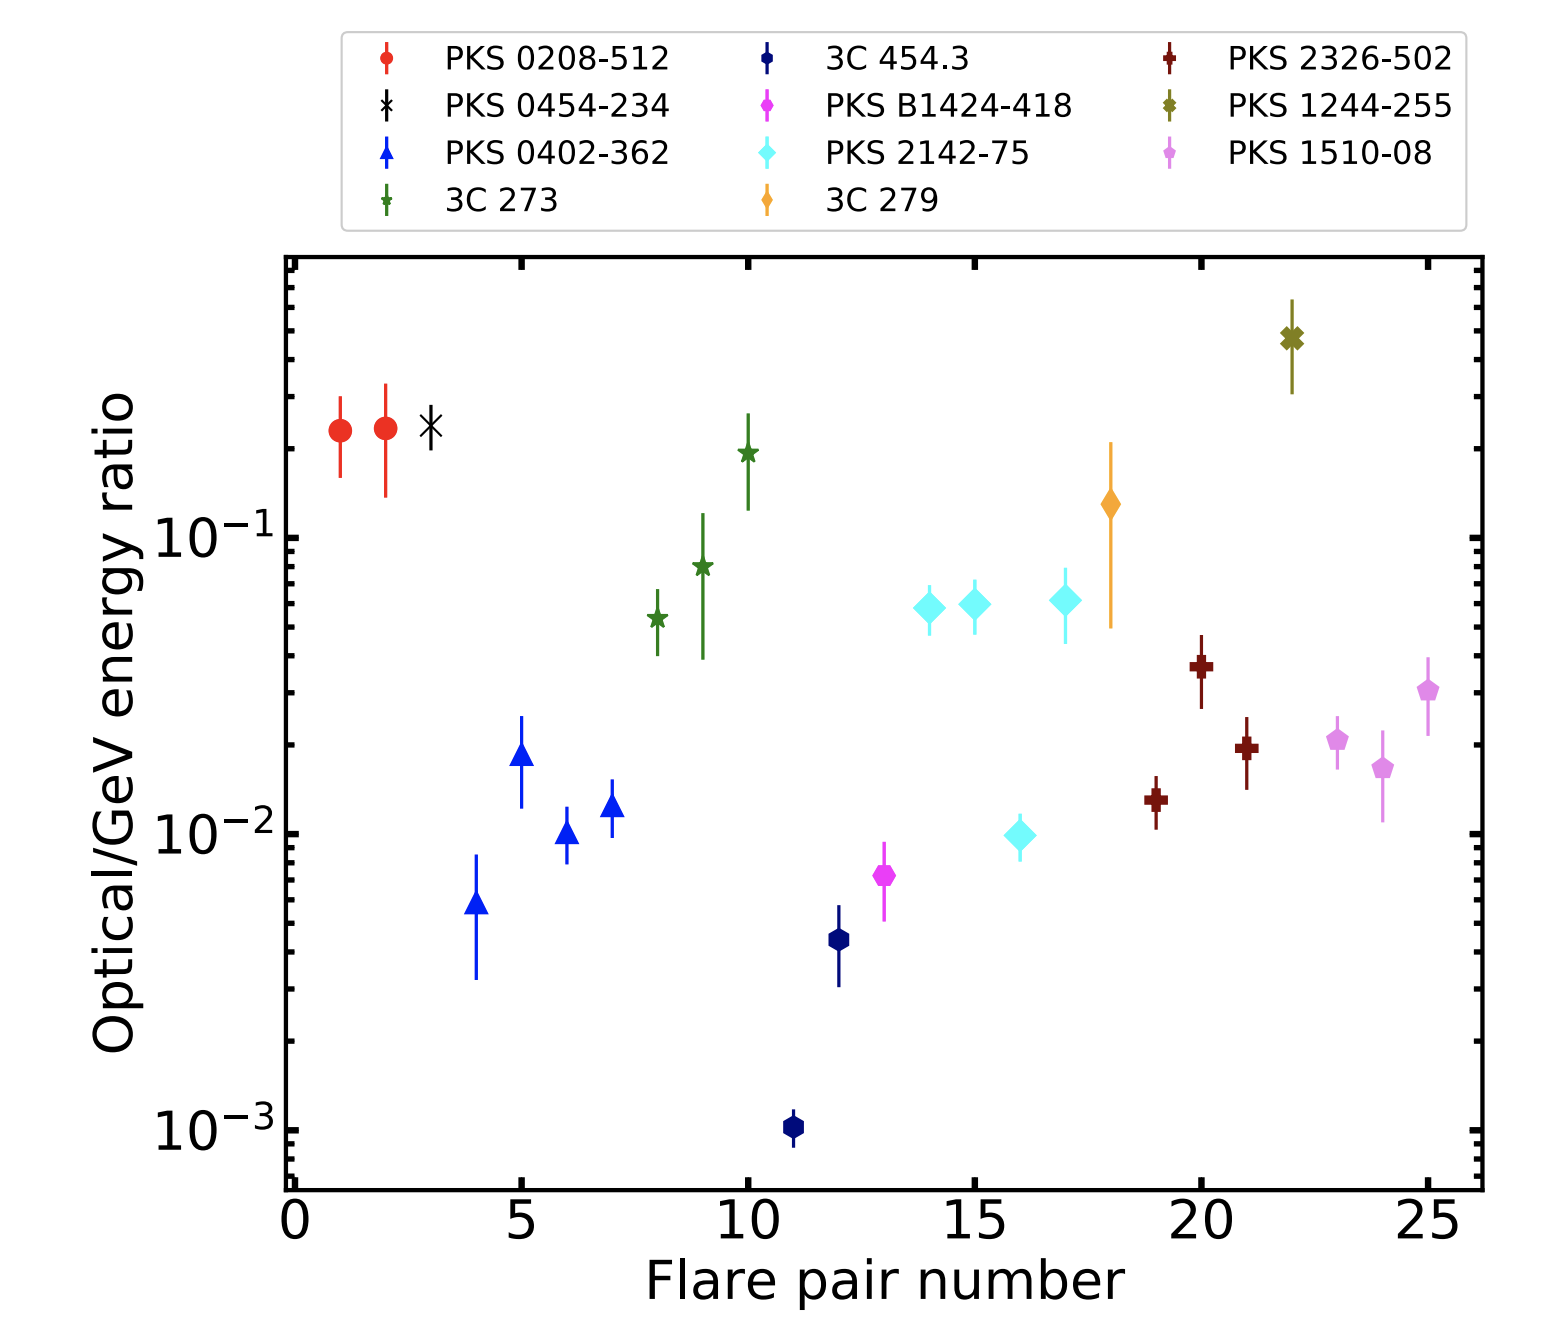 PKS 0208-512
PKS 0454-234
PKS 0402-362
3C 273
3C 454.3
PKS B1424-418
PKS 2142-75
3C 279
PKS 2326-502
PKS 1244-255
PKS 1510-08
Optical/GeV energy ratio
10⁻¹
10⁻²
10⁻³
0 5 10 15 20 25
Flare pair number